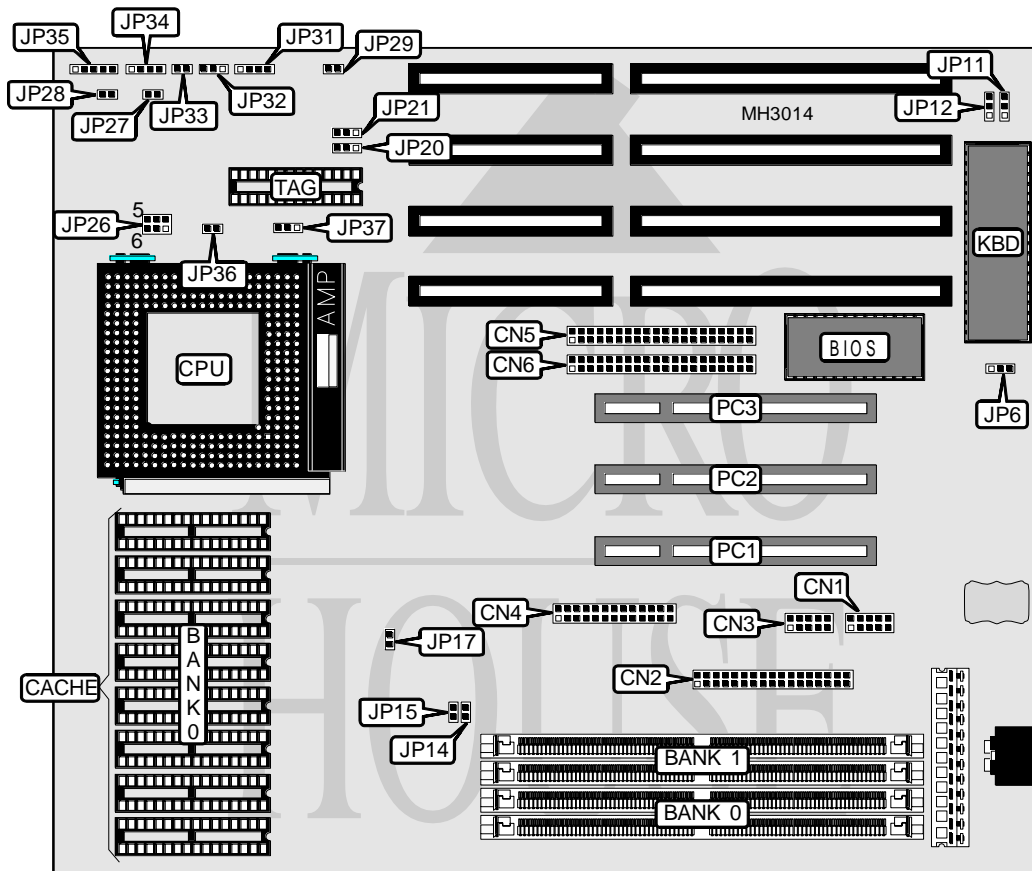 JP35
JP34
JP31
JP29
JP11
JP28
JP27
JP33
JP32
JP21
JP20
MH3014
JP12
TAG
JP26
5
6
JP36
JP37
KBD
AMP
CPU
CN5
CN6
BIOS
JP6
PC3
PC2
PC1
MICRO
HOUSE
CN4
CN3
CN1
JP17
CN2
CACHE
BANK0
JP15
JP14
BANK 1
BANK 0